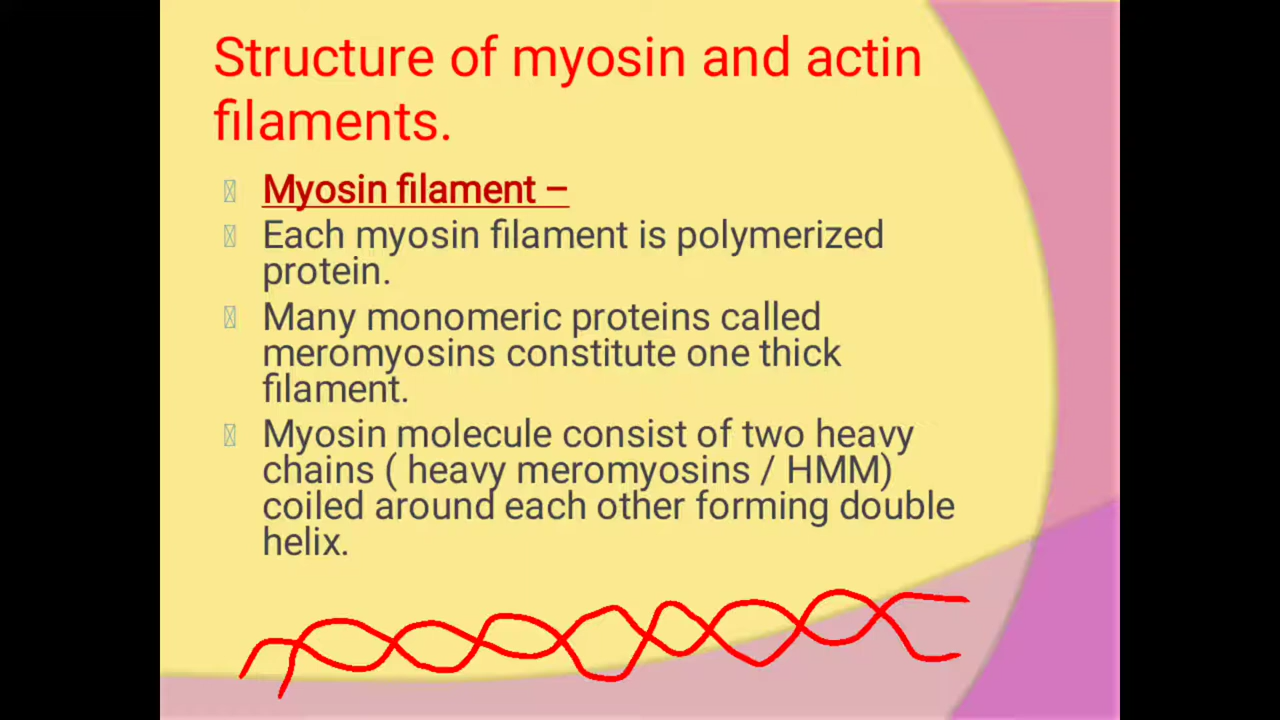 Structure of myosin and actin
filaments.
Myosin filament –
Each myosin filament is polymerized
protein.
Many monomeric proteins called
meromyosins constitute one thick
filament.
Myosin molecule consist of two heavy
chains ( heavy meromyosins / HMM)
coiled around each other forming double
helix.